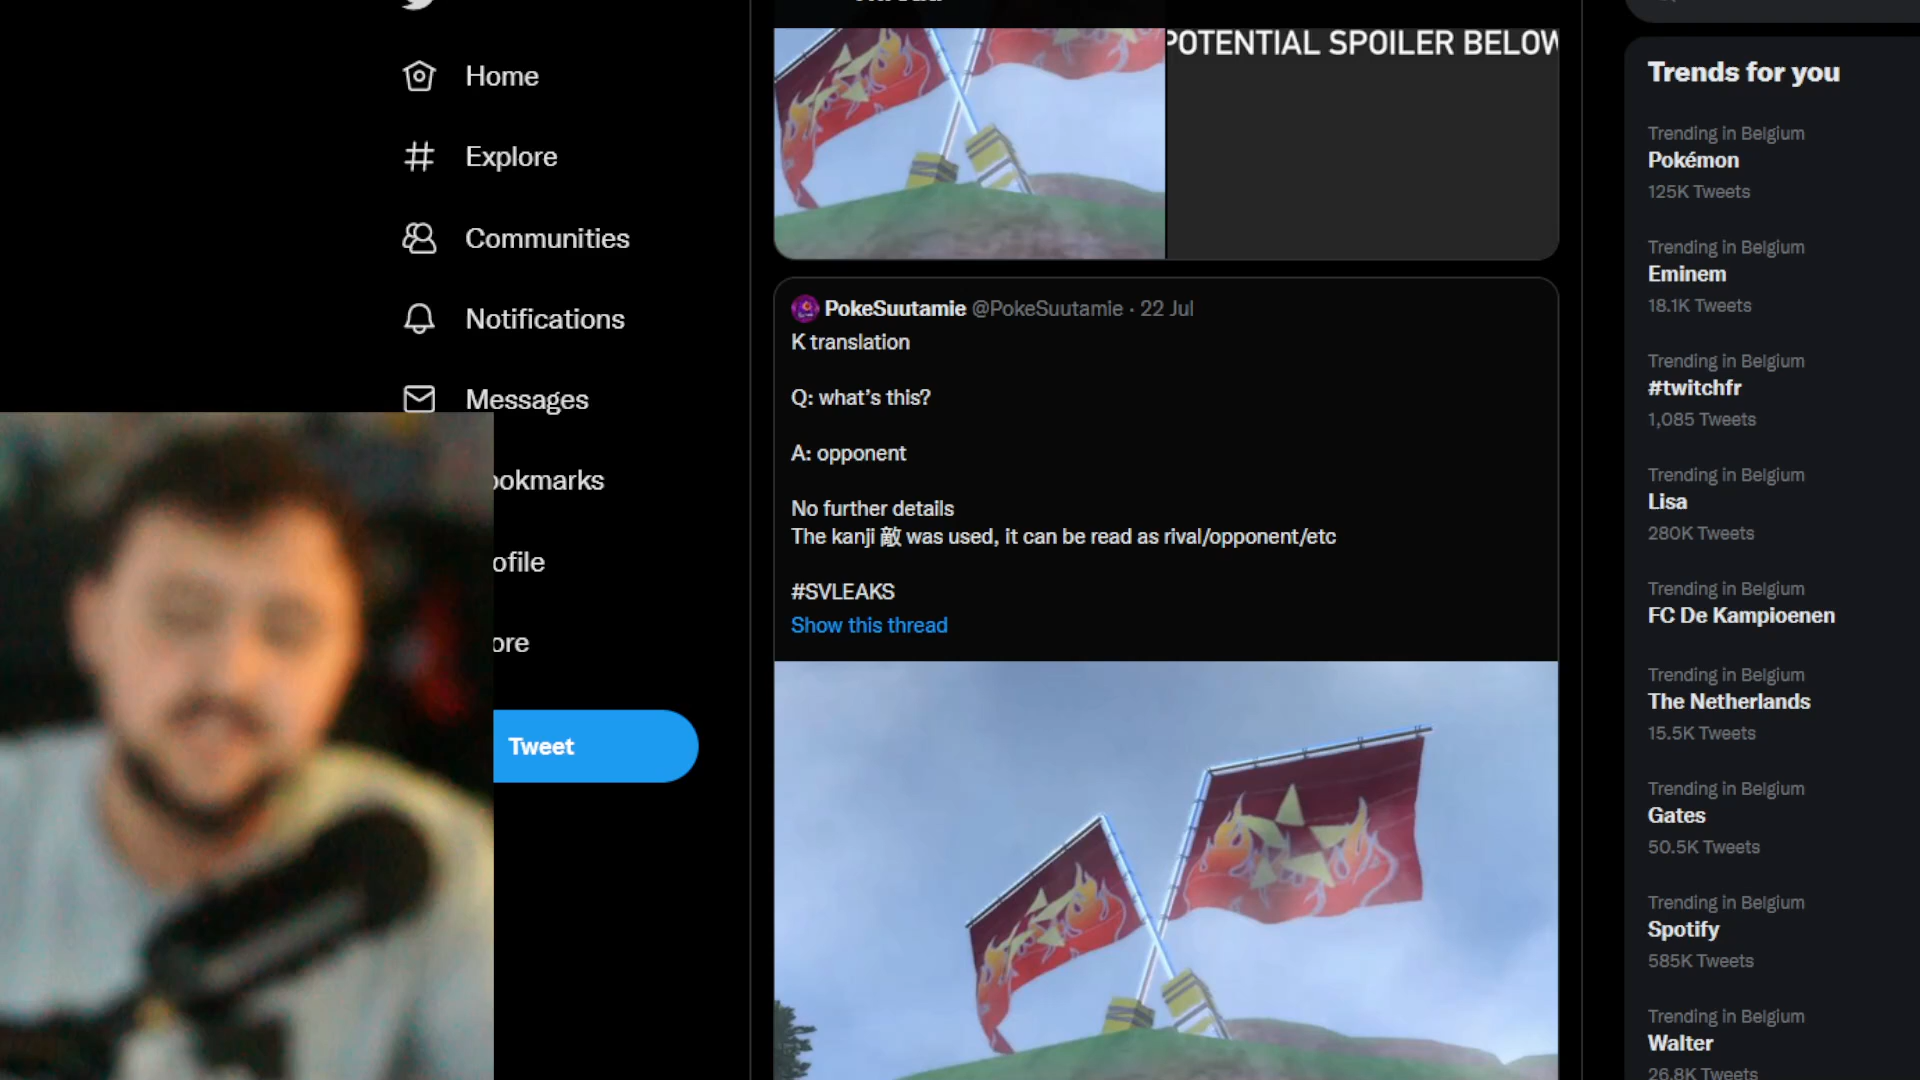 POTENTIAL SPOILER BELOW
Home
Explore
Communities
Notifications
Messages
ookmarks
ofile
ore
Tweet
PokeSuutamie @PokeSuutamie · 22 Jul
K translation
Q: what's this?
A: opponent
No further details
The kanji 敵 was used, it can be read as rival/opponent/etc
#SVLEAKS
Show this thread
Trends for you
Trending in Belgium
Pokémon
125K Tweets
Trending in Belgium
Eminem
18.1K Tweets
Trending in Belgium
#twitchfr
1,085 Tweets
Trending in Belgium
Lisa
280K Tweets
Trending in Belgium
FC De Kampioenen
Trending in Belgium
The Netherlands
15.5K Tweets
Trending in Belgium
Gates
50.5K Tweets
Trending in Belgium
Spotify
585K Tweets
Trending in Belgium
Walter
26.8K Tweets